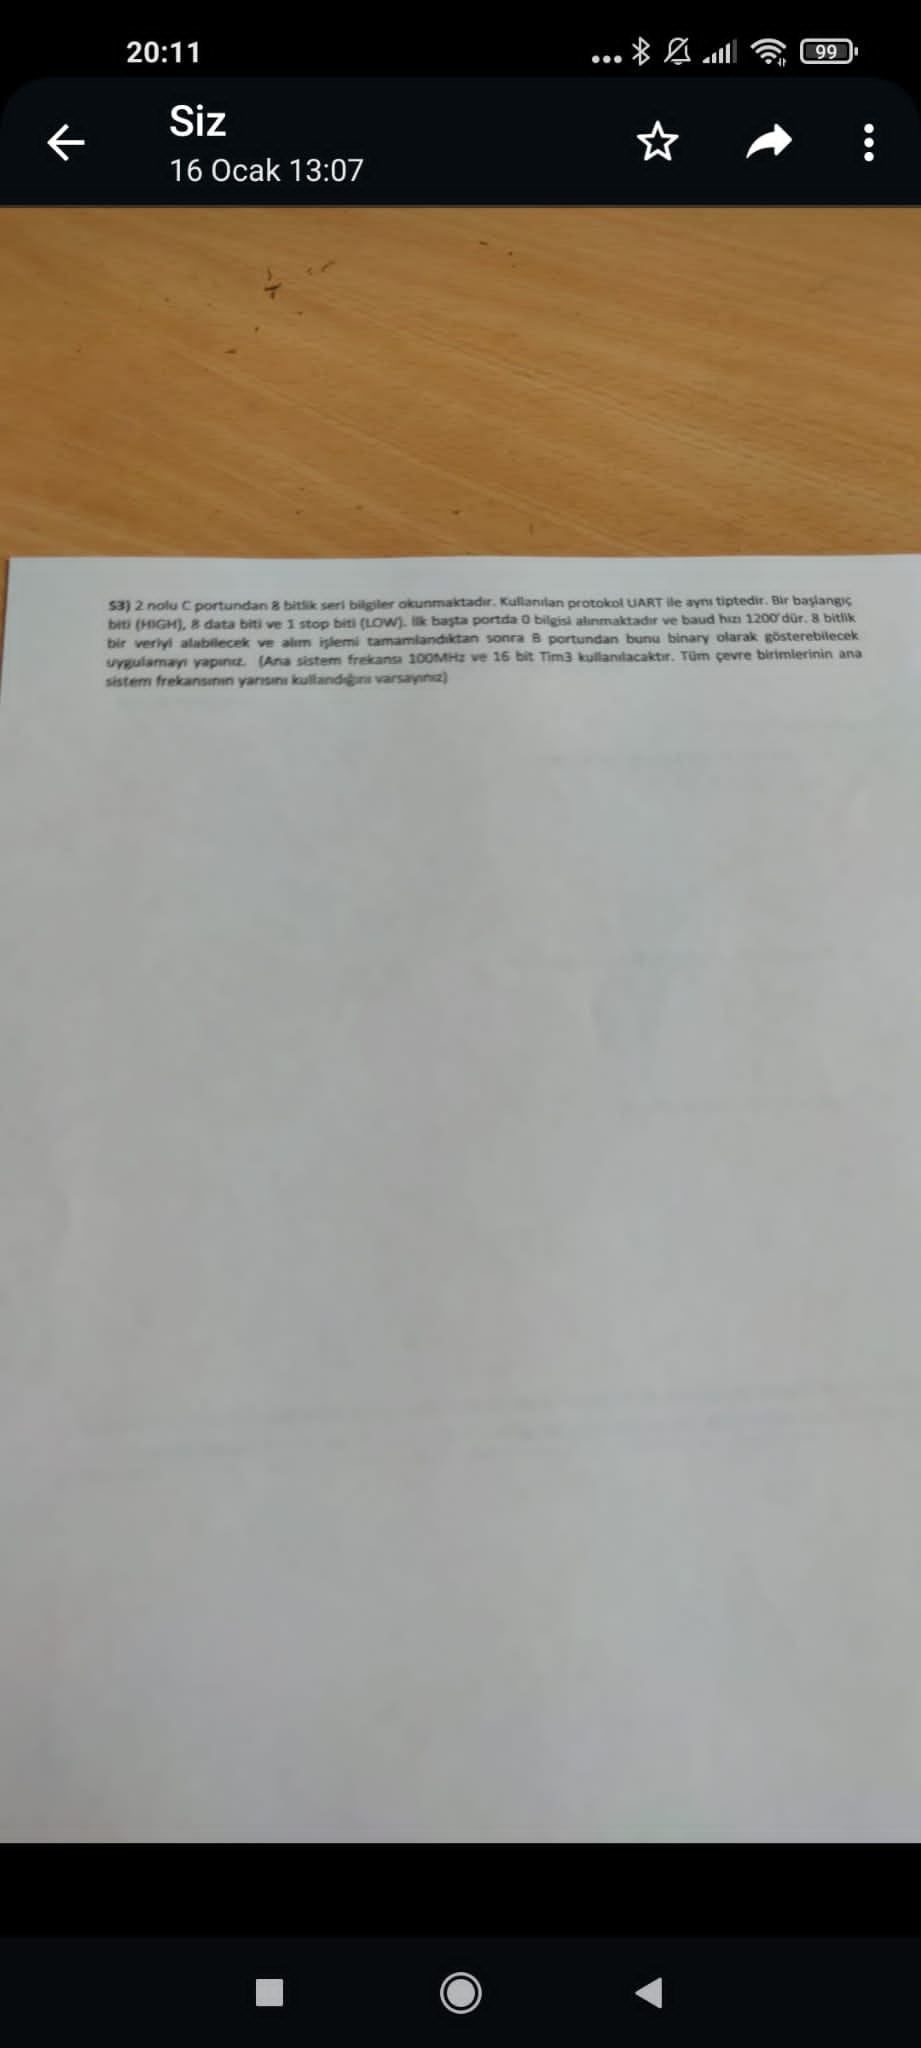 20:11
99
Siz
16 Ocak 13:07
S3) 2 nolu C portundan 8 bitlik seri bilgiler okunmaktadır. Kullanılan protokol UART ile aynı tiptedir. Bir başlangıç
biti (HIGH), 8 data biti ve 1 stop biti (LOW). İlk başta portda 0 bilgisi alınmaktadır ve baud hızı 1200'dür. 8 bitlik
bir veriyi alabilecek ve alım işlemi tamamlandıktan sonra B portundan bunu binary olarak gösterebilecek
uygulamayı yapınız. (Ana sistem frekansı 100MHz ve 16 bit Tim3 kullanılacaktır. Tüm çevre birimlerinin ana
sistem frekansının yarısını kullandığını varsayınız)